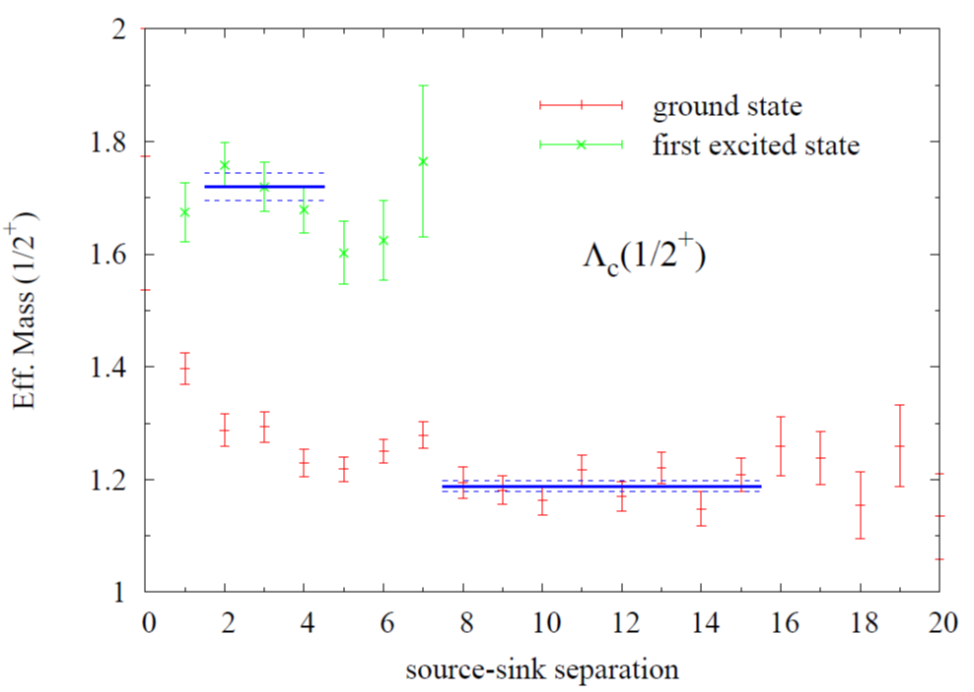 2
1.8
1.6
1.4
1.2
1
Eff. Mass (1/2⁺)
ground state
first excited state
Λc(1/2⁺)
0 2 4 6 8 10 12 14 16 18 20
source-sink separation